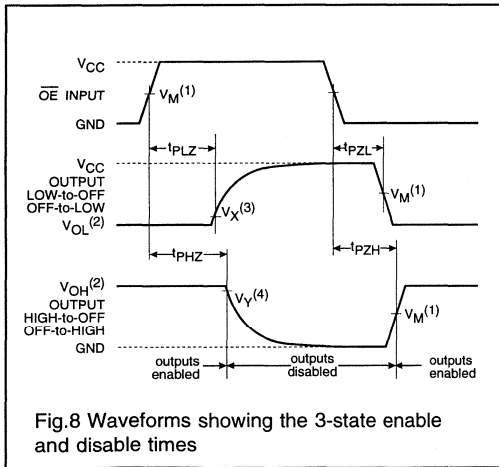 VCC
OE INPUT
VM(1)
GND
tPLZ
tPZL
VCC
OUTPUT
LOW-to-OFF
OFF-to-LOW
VOL(2)
VX(3)
VM(1)
tPHZ
tPZH
VOH(2)
OUTPUT
HIGH-to-OFF
OFF-to-HIGH
VY(4)
VM(1)
GND
outputs enabled
outputs disabled
outputs enabled
Fig.8 Waveforms showing the 3-state enable
and disable times